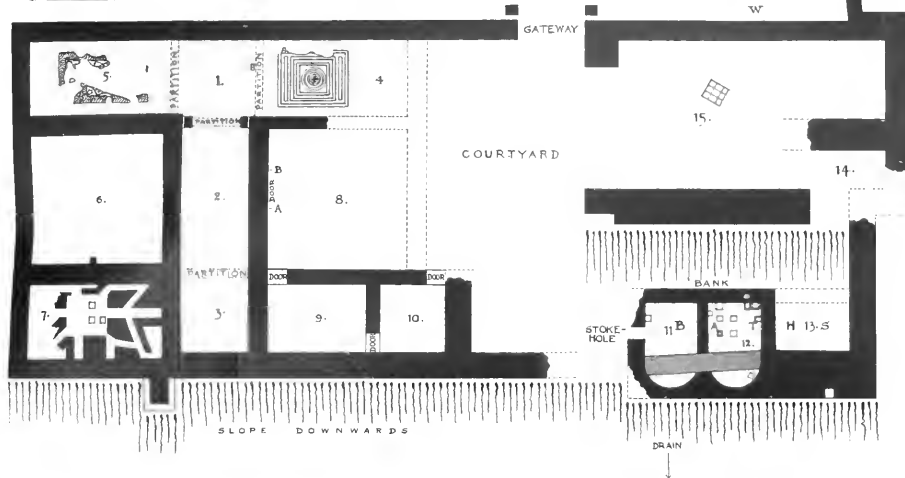 W
GATEWAY
5.
1
PARTITION
1.
PARTITION
4
PARTITION
15.
COURTYARD
14.
B
DOOR
A
6.
2.
8.
PARTITION
DOOR
DOOR
BANK
7.
3.
9.
10.
DOOR
STOKE-
HOLE
11 B
A
12.
H 13. S
SLOPE DOWNWARDS
DRAIN